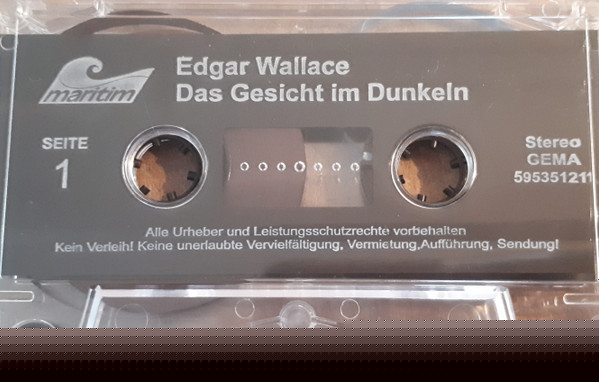 maritim
Edgar Wallace
Das Gesicht im Dunkeln
SEITE
1
Stereo
GEMA
595351211
Alle Urheber und Leistungsschutzrechte vorbehalten
Kein Verleih! Keine unerlaubte Vervielfältigung, Vermietung,Aufführung, Sendung!